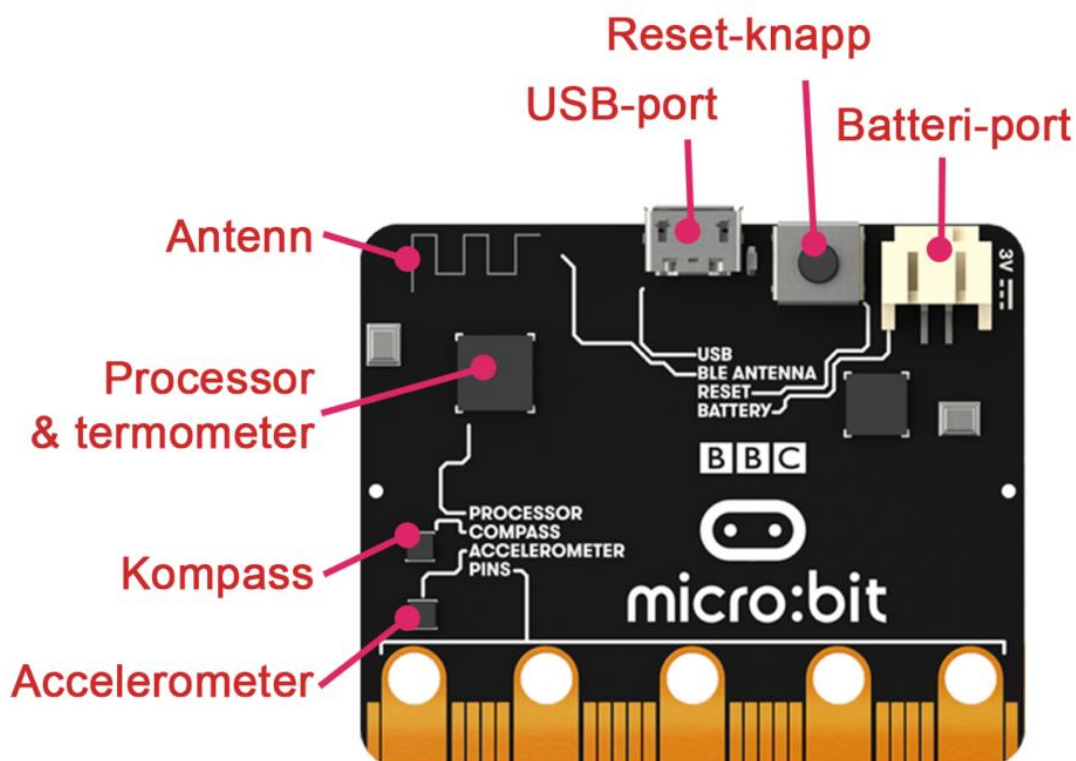 Reset-knapp
USB-port
Batteri-port
Antenn
3V
Processor
& termometer
USB
BLE ANTENNA
RESET
BATTERY
BBC
PROCESSOR
COMPASS
ACCELEROMETER
PINS
Kompass
micro:bit
Accelerometer